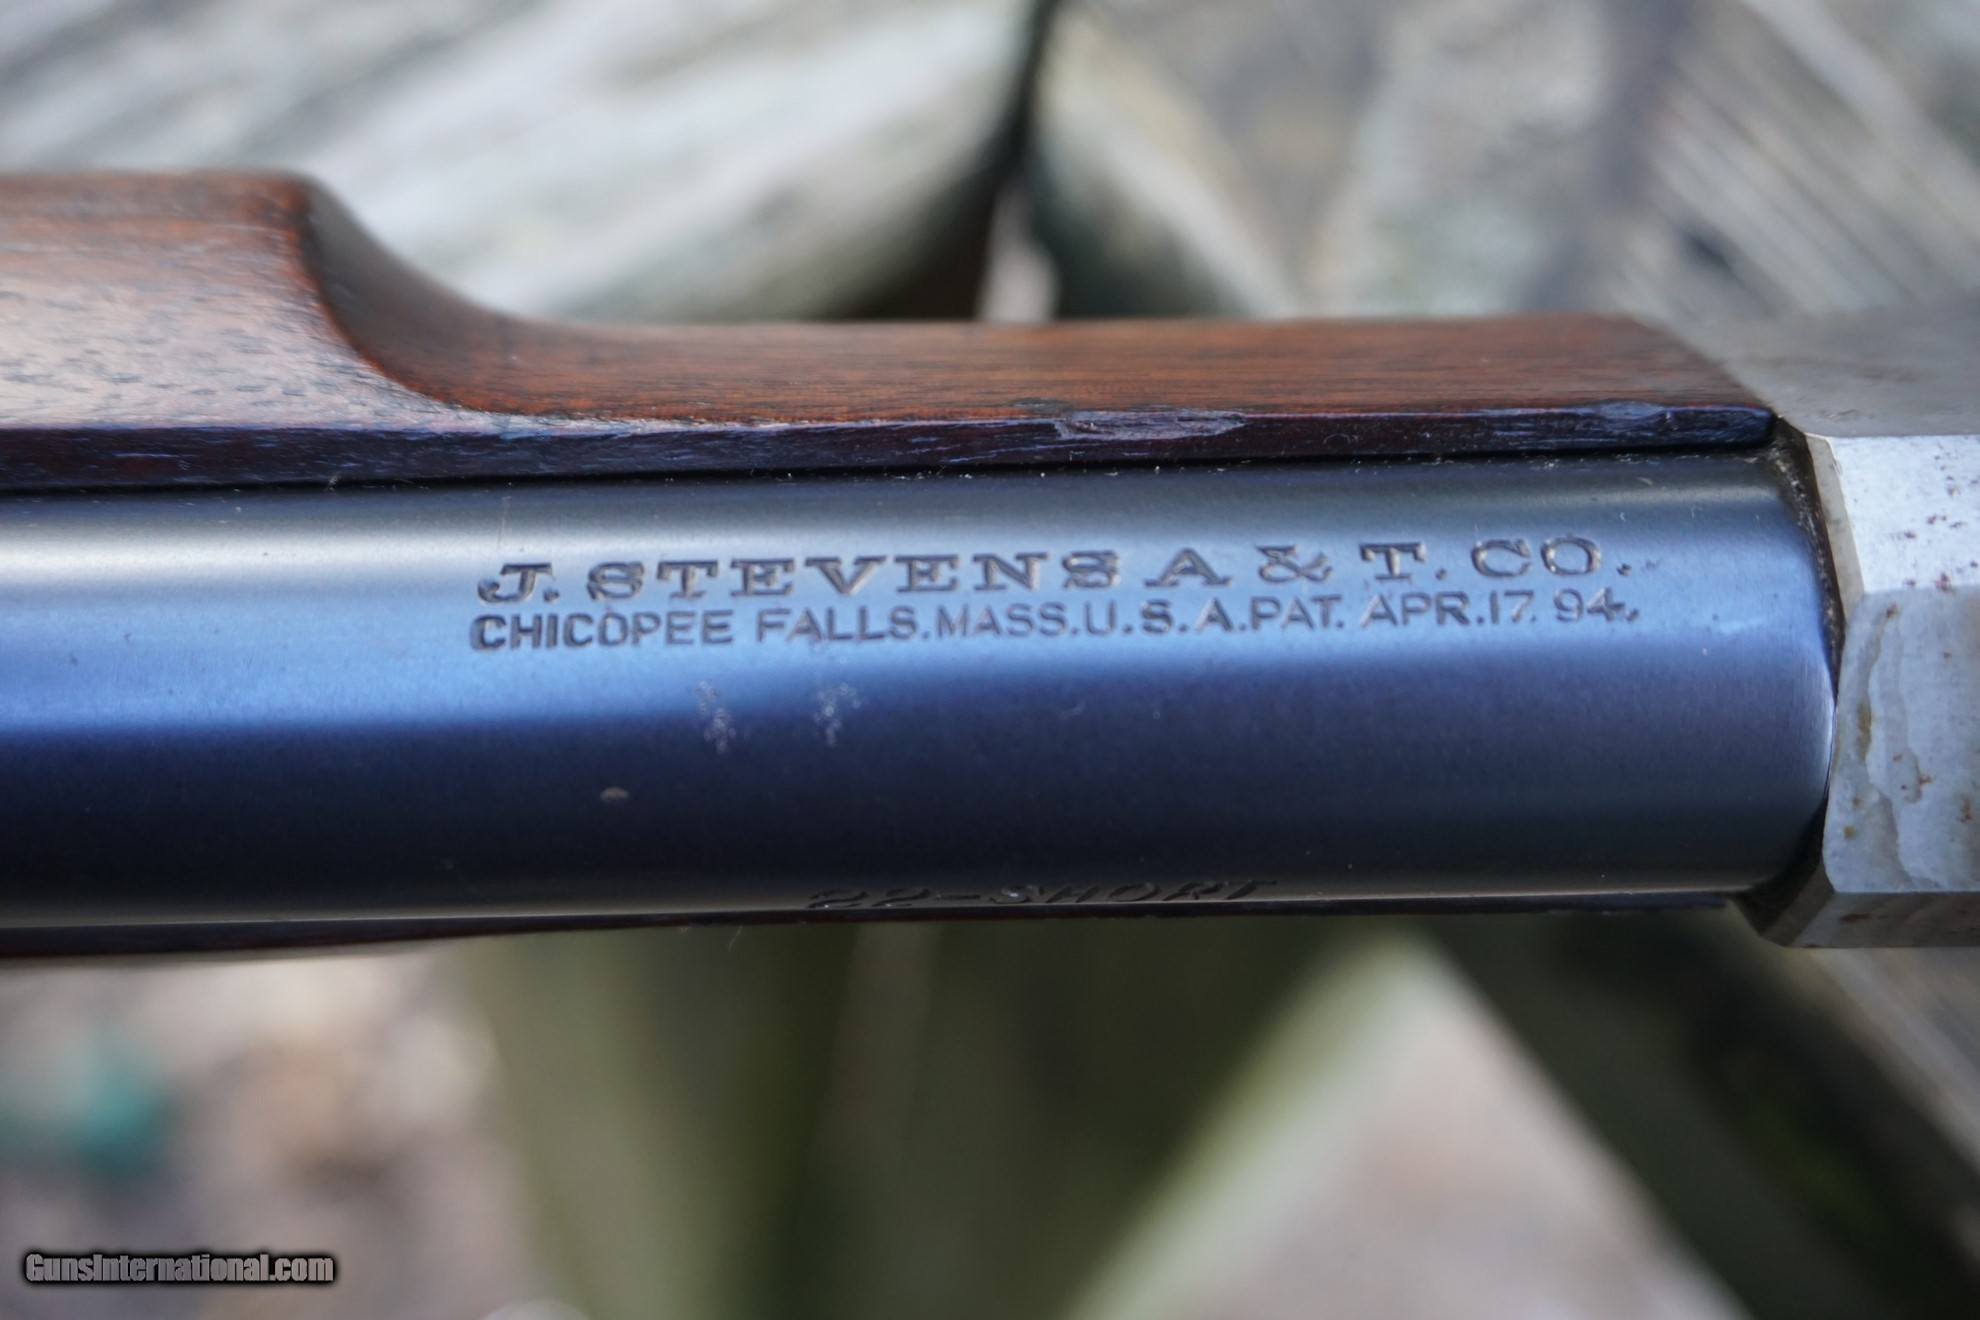 J. STEVENS A & T. CO.
CHICOPEE FALLS. MASS. U.S.A. PAT. APR. 17. 94.
22-SHORT
GunsInternational.com